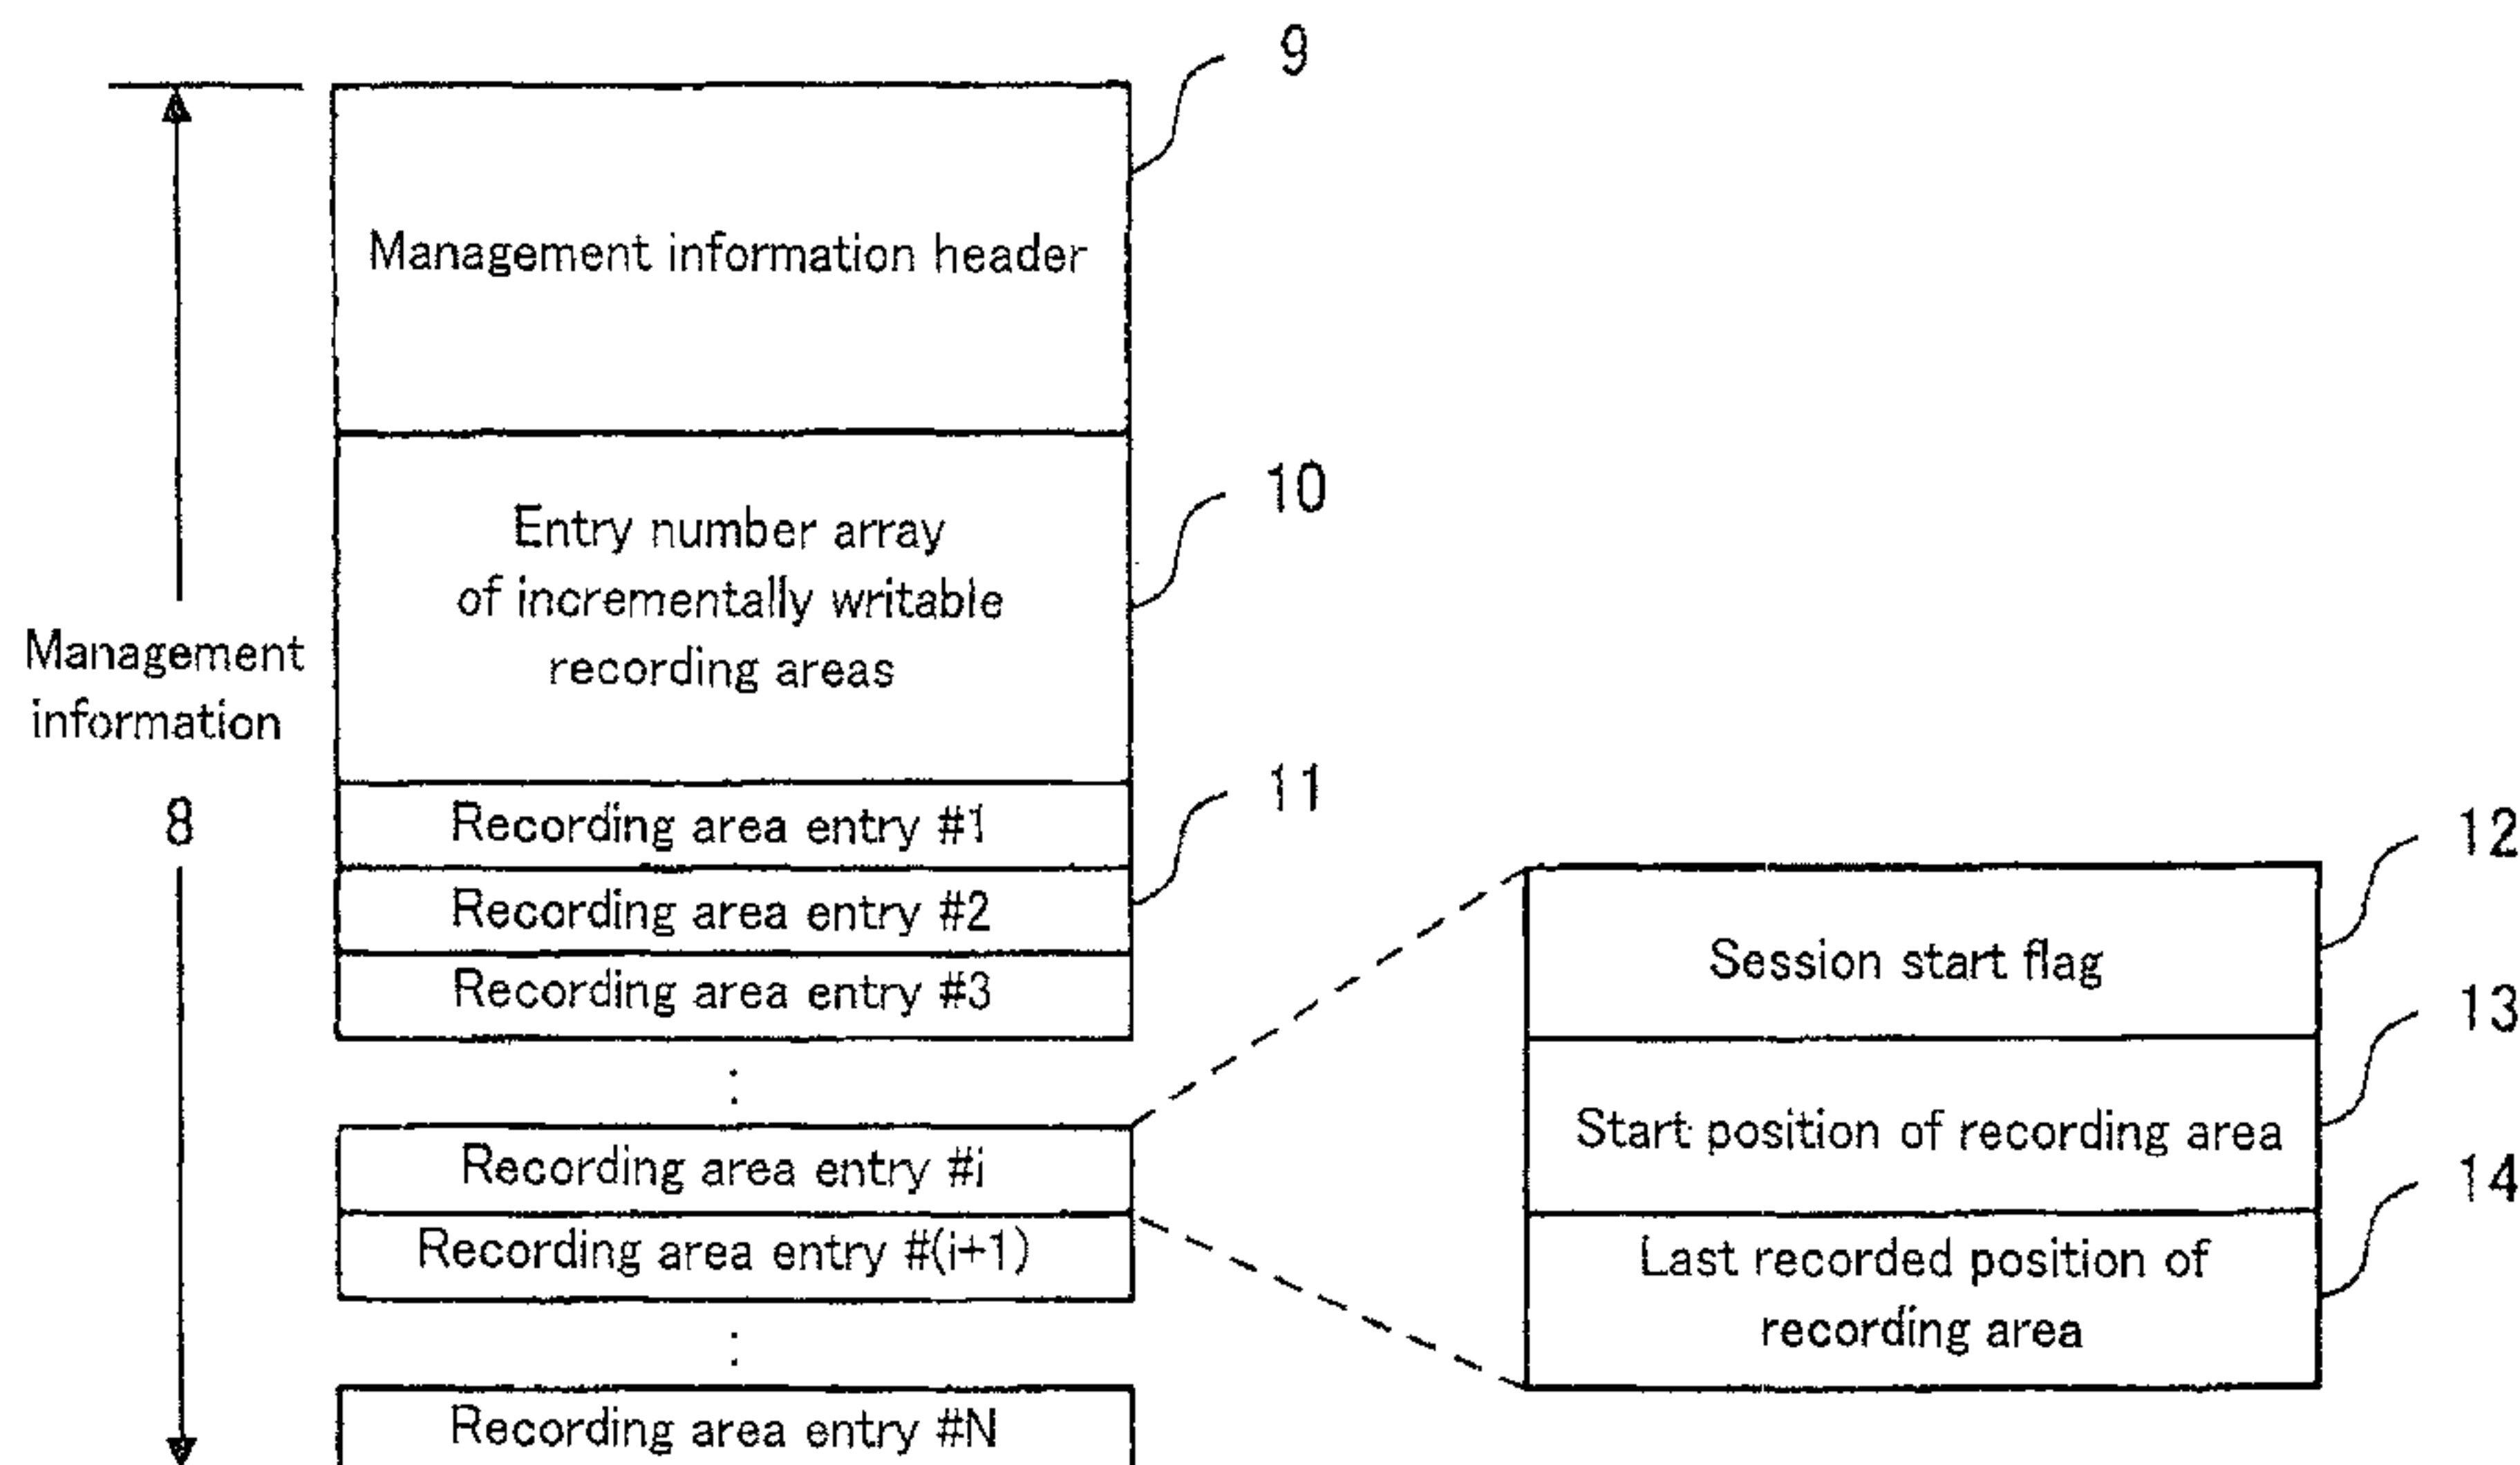 9
Management information header
10
Entry number array
of incrementally writable
recording areas
Management
information
8
11
Recording area entry #1
Recording area entry #2
Recording area entry #3
:
Recording area entry #i
Recording area entry #(i+1)
:
Recording area entry #N
12
Session start flag
13
Start position of recording area
14
Last recorded position of
recording area